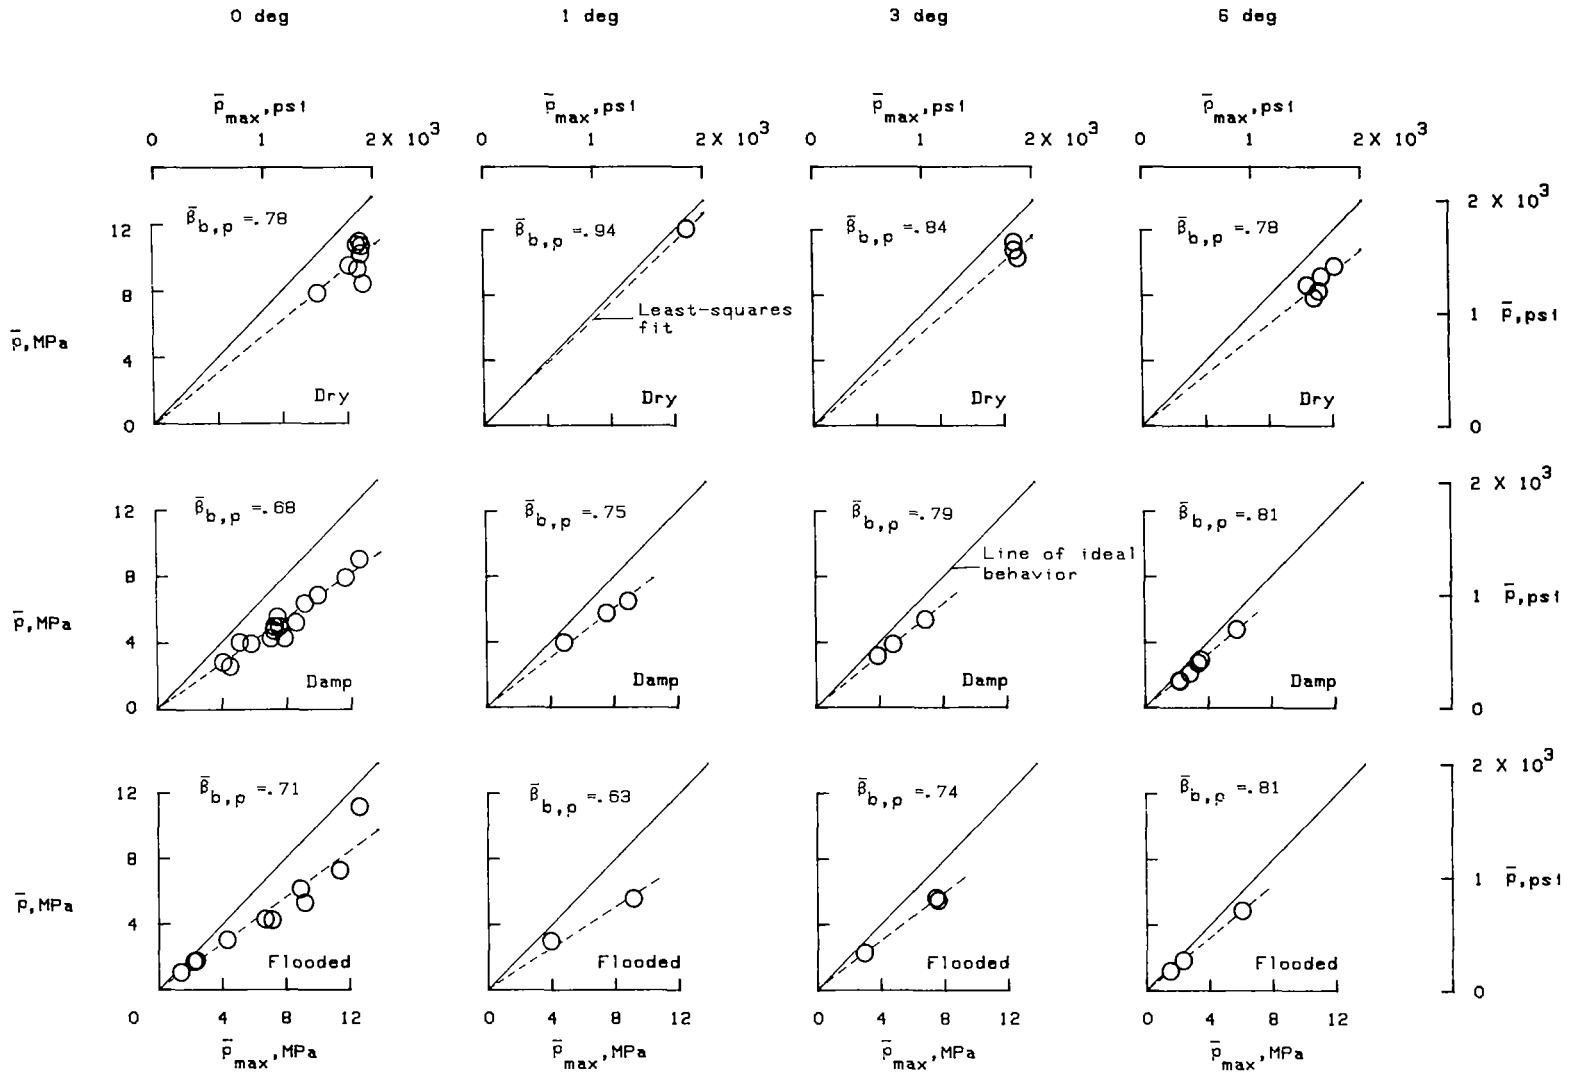 0 deg 1 deg 3 deg 6 deg
p̄max,psi p̄max,psi p̄max,psi p̄max,psi
0 1 2 X 10³ 0 1 2 X 10³ 0 1 2 X 10³ 0 1 2 X 10³
β̄b,p =.78 β̄b,p =.94 β̄b,p =.84 β̄b,p =.78 2 X 10³
12
8
Least-squares
fit
1 p̄,psi
p̄,MPa
4
Dry Dry Dry
0 0
β̄b,p =.68 β̄b,p =.75 β̄b,p =.79 β̄b,p =.81 2 X 10³
12
Line of ideal
behavior
8
1 p̄,psi
p̄,MPa
4
Damp Damp Damp Damp
0 0
β̄b,p =.71 β̄b,p =.63 β̄b,p =.74 β̄b,p =.81 2 X 10³
12
8
1 p̄,psi
p̄,MPa
4
Flooded Flooded Flooded Flooded
0
0 4 8 12 0 4 8 12 0 4 8 12 0 4 8 12
p̄max,MPa p̄max,MPa p̄max,MPa p̄max,MPa